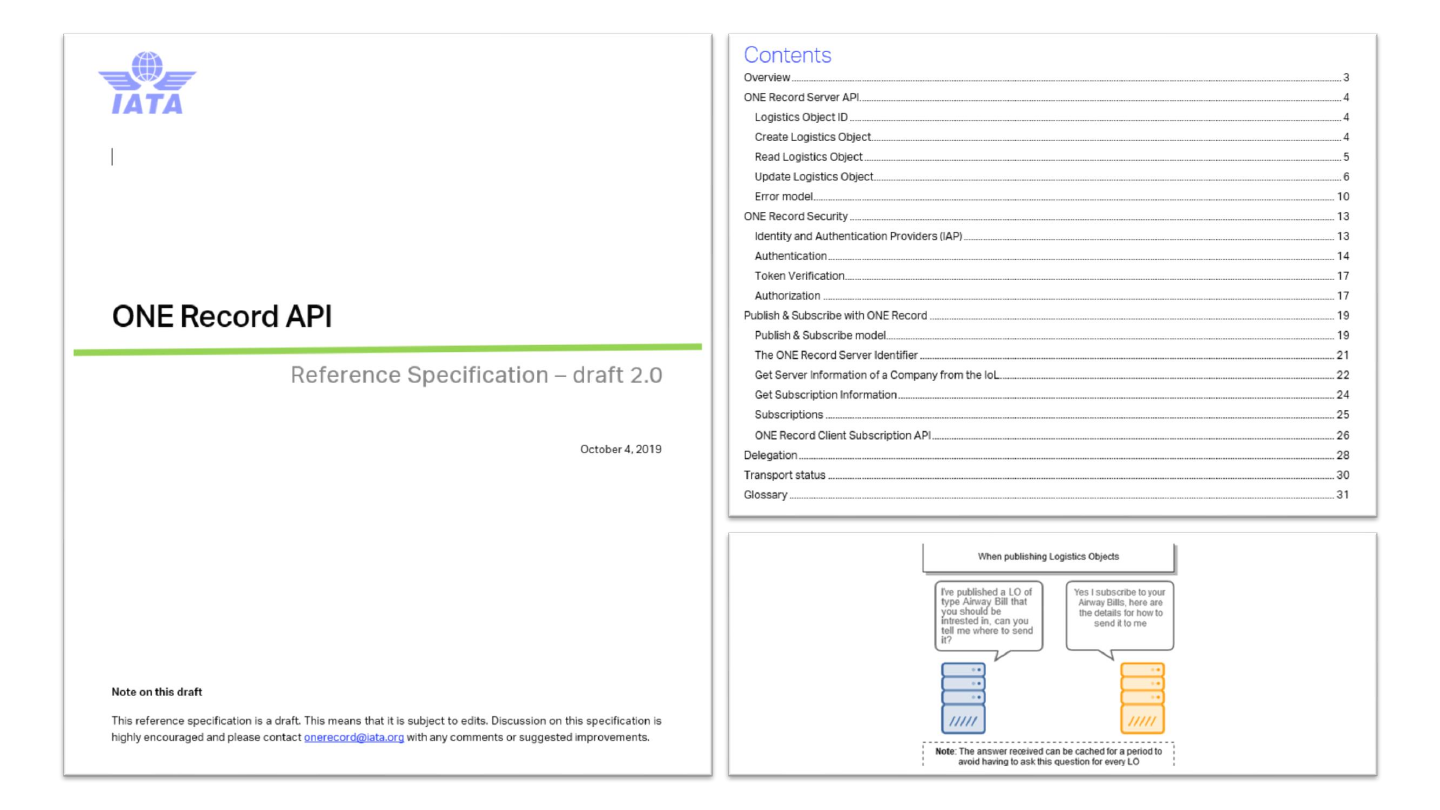 IATA
ONE Record API
Reference Specification – draft 2.0
October 4, 2019
Note on this draft
This reference specification is a draft. This means that it is subject to edits. Discussion on this specification is
highly encouraged and please contact onerecord@iata.org with any comments or suggested improvements.
Contents
Overview 3
ONE Record Server API 4
Logistics Object ID 4
Create Logistics Object 4
Read Logistics Object 5
Update Logistics Object 6
Error model 10
ONE Record Security 13
Identity and Authentication Providers (IAP) 13
Authentication 14
Token Verification 17
Authorization 17
Publish & Subscribe with ONE Record 19
Publish & Subscribe model 19
The ONE Record Server Identifier 21
Get Server Information of a Company from the IoL 22
Get Subscription Information 24
Subscriptions 25
ONE Record Client Subscription API 26
Delegation 28
Transport status 30
Glossary 31
When publishing Logistics Objects
I've published a LO of
type Airway Bill that
you should be
intrested in, can you
tell me where to send
it?
Yes I subscribe to your
Airway Bills, here are
the details for how to
send it to me
Note: The answer received can be cached for a period to
avoid having to ask this question for every LO